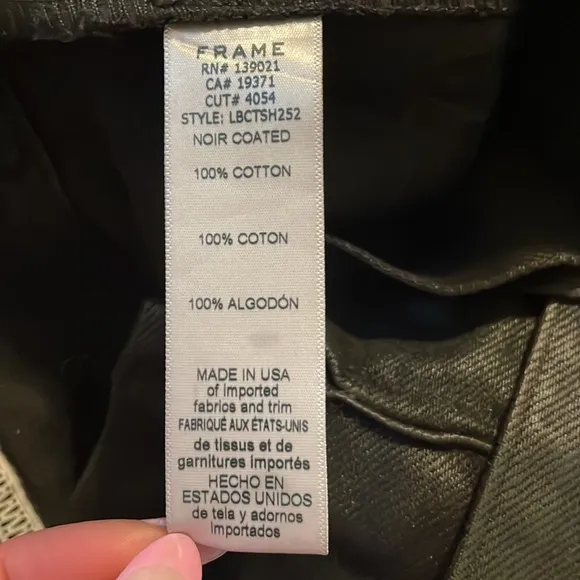 FRAME
RN# 139021
CA# 19371
CUT# 4054
STYLE: LBCTSH252
NOIR COATED
100% COTTON
100% COTON
100% ALGODÓN
MADE IN USA
of imported
fabrics and trim
FABRIQUÉ AUX ÉTATS-UNIS
de tissus et de
garnitures importés
HECHO EN
ESTADOS UNIDOS
de tela y adornos
importados